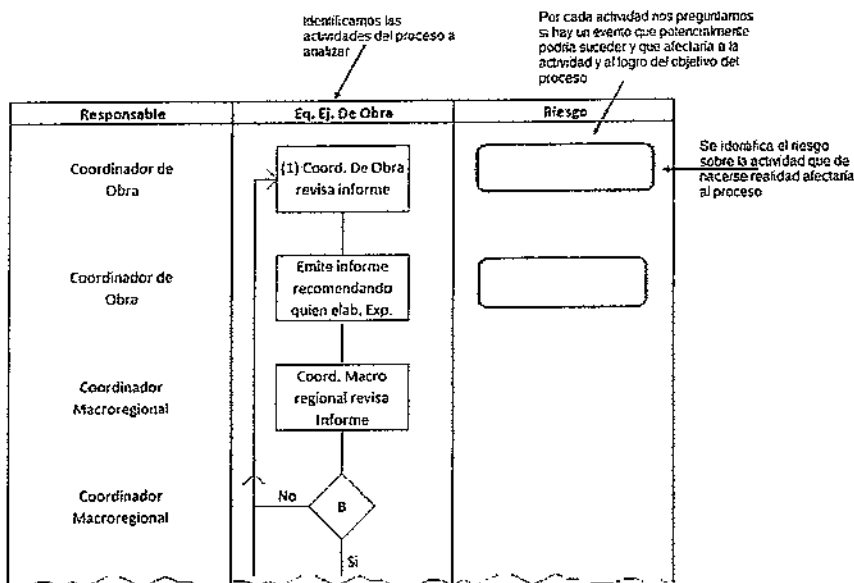 Identificamos las
actividades del proceso a
analizar
Por cada actividad nos preguntamos
si hay un evento que potencialmente
podría suceder y que afectaría a la
actividad y al logro del objetivo del
proceso
Responsable
Eq. Ej. De Obra
Riesgo
Coordinador de
Obra
(1) Coord. De Obra
revisa informe
Se identifica el riesgo
sobre la actividad que de
hacerse realidad afectaría
al proceso
Coordinador de
Obra
Emite informe
recomendando
quien elab. Exp.
Coordinador
Macroregional
Coord. Macro
regional revisa
Informe
Coordinador
Macroregional
No
B
Si